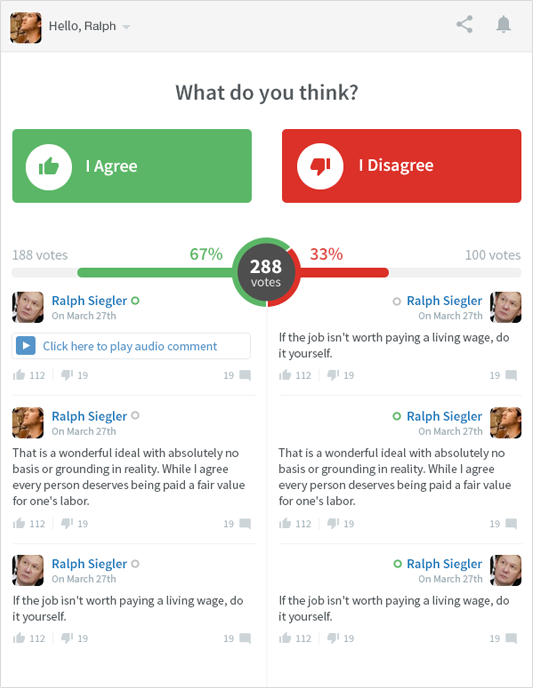 Hello, Ralph
What do you think?
I Agree
I Disagree
188 votes
67%
288
votes
33%
100 votes
Ralph Siegler
On March 27th
Click here to play audio comment
112 19 19
Ralph Siegler
On March 27th
If the job isn't worth paying a living wage, do
it yourself.
112 19 19
Ralph Siegler
On March 27th
That is a wonderful ideal with absolutely no
basis or grounding in reality. While I agree
every person deserves being paid a fair value
for one's labor.
112 19 19
Ralph Siegler
On March 27th
That is a wonderful ideal with absolutely no
basis or grounding in reality. While I agree
every person deserves being paid a fair value
for one's labor.
112 19 19
Ralph Siegler
On March 27th
If the job isn't worth paying a living wage, do
it yourself.
112 19 19
Ralph Siegler
On March 27th
If the job isn't worth paying a living wage, do
it yourself.
112 19 19